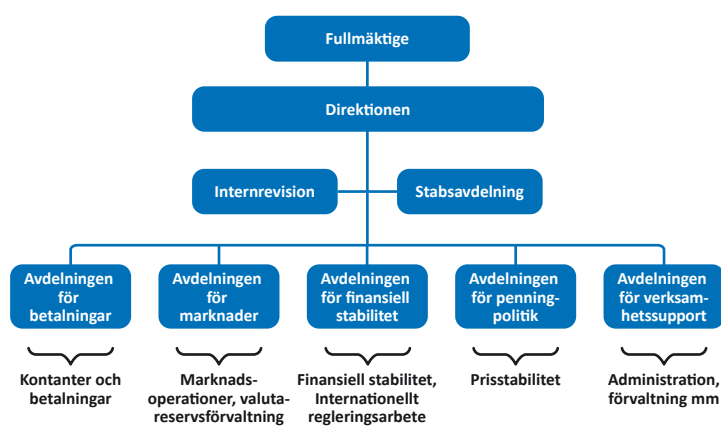 Fullmäktige
Direktionen
Internrevision
Stabsavdelning
Avdelningen
för
betalningar
Avdelningen
för
marknader
Avdelningen
för finansiell
stabilitet
Avdelningen
för penning-
politik
Avdelningen
för verksam-
hetssupport
Kontanter och
betalningar
Marknads-
operationer, valuta-
reservsförvaltning
Finansiell stabilitet,
Internationellt
regleringsarbete
Prisstabilitet
Administration,
förvaltning mm